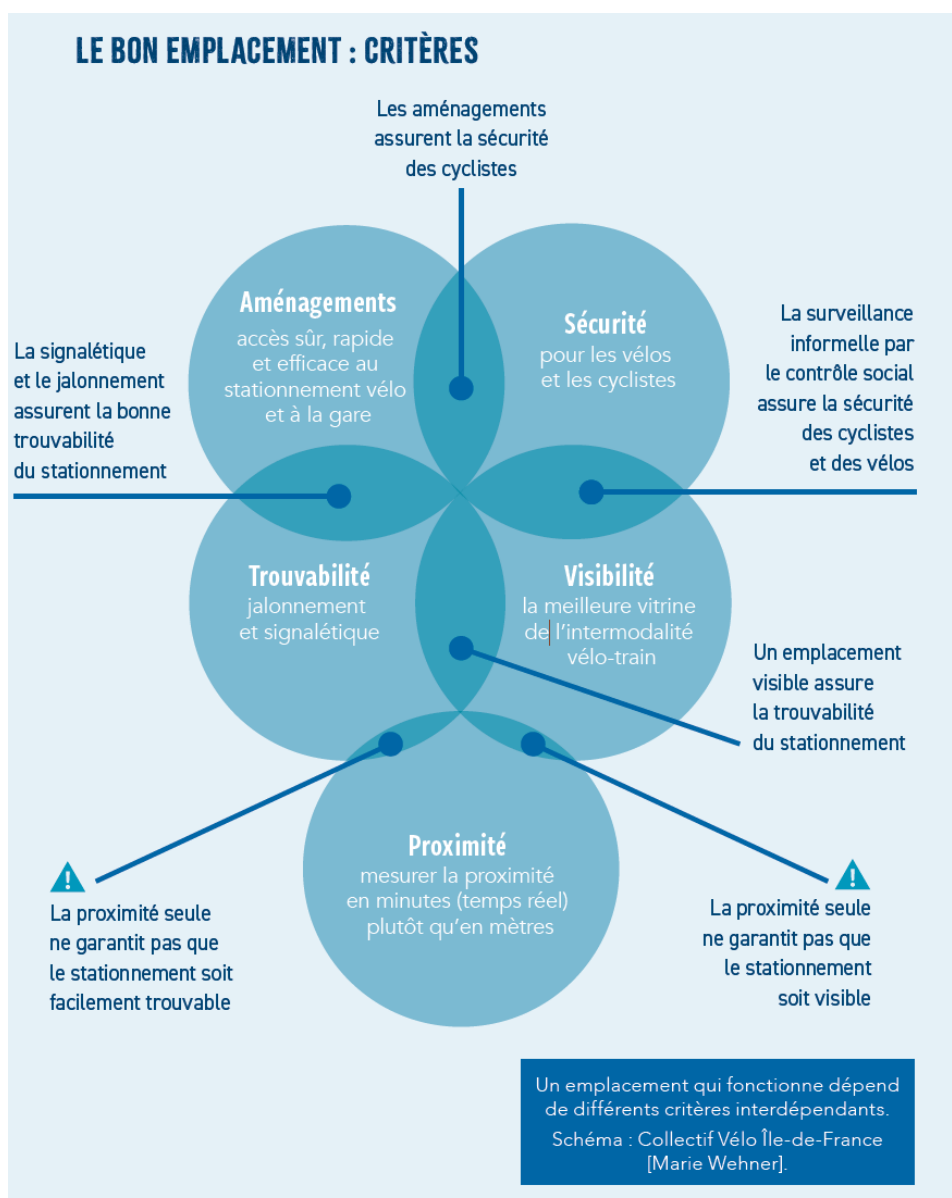 LE BON EMPLACEMENT : CRITÈRES
Les aménagements
assurent la sécurité
des cyclistes
Aménagements
accès sûr, rapide
et efficace au
stationnement vélo
et à la gare
Sécurité
pour les vélos
et les cyclistes
La signalétique
et le jalonnement
assurent la bonne
trouvabilité
du stationnement
La surveillance
informelle par
le contrôle social
assure la sécurité
des cyclistes
et des vélos
Trouvabilité
jalonnement
et signalétique
Visibilité
la meilleure vitrine
de l'intermodalité
vélo-train
Un emplacement
visible assure
la trouvabilité
du stationnement
Proximité
mesurer la proximité
en minutes (temps réel)
plutôt qu'en mètres
!
La proximité seule
ne garantit pas que
le stationnement soit
facilement trouvable
!
La proximité seule
ne garantit pas que
le stationnement
soit visible
Un emplacement qui fonctionne dépend
de différents critères interdépendants.
Schéma : Collectif Vélo Île-de-France
[Marie Wehner].